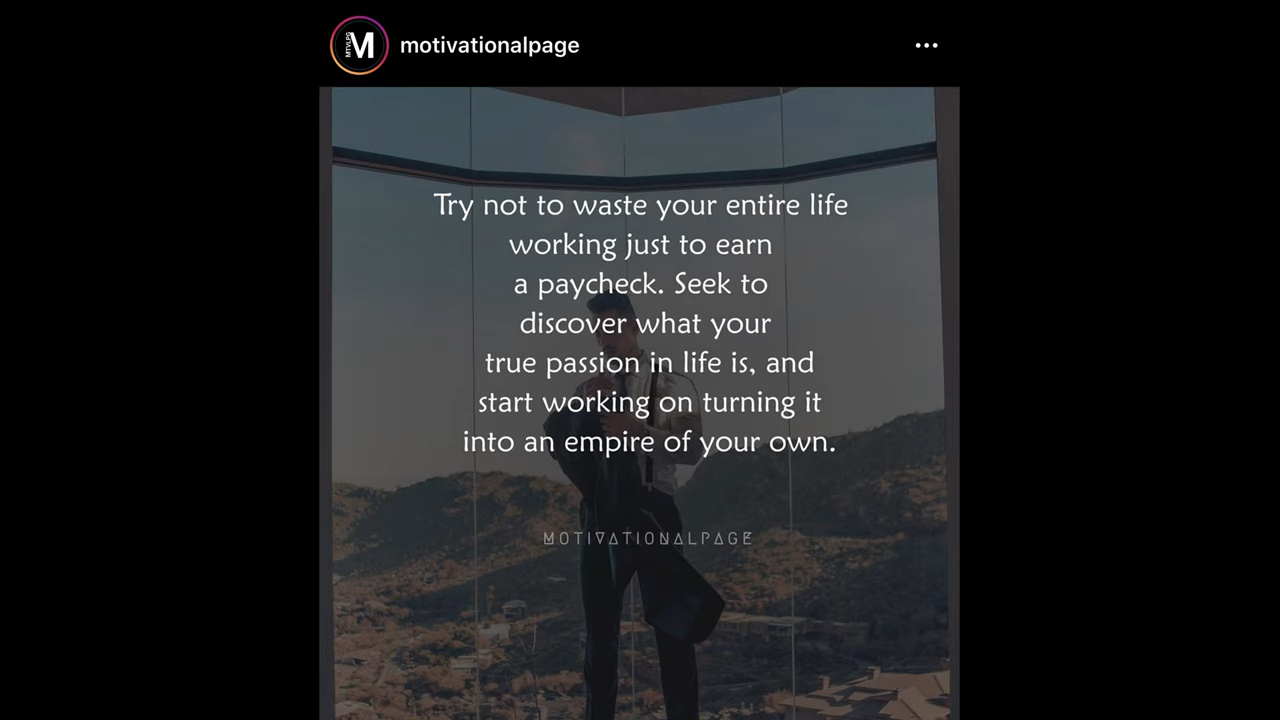 MTVLPG
M
motivationalpage
Try not to waste your entire life
working just to earn
a paycheck. Seek to
discover what your
true passion in life is, and
start working on turning it
into an empire of your own.
MOTIVATIONALPAGE